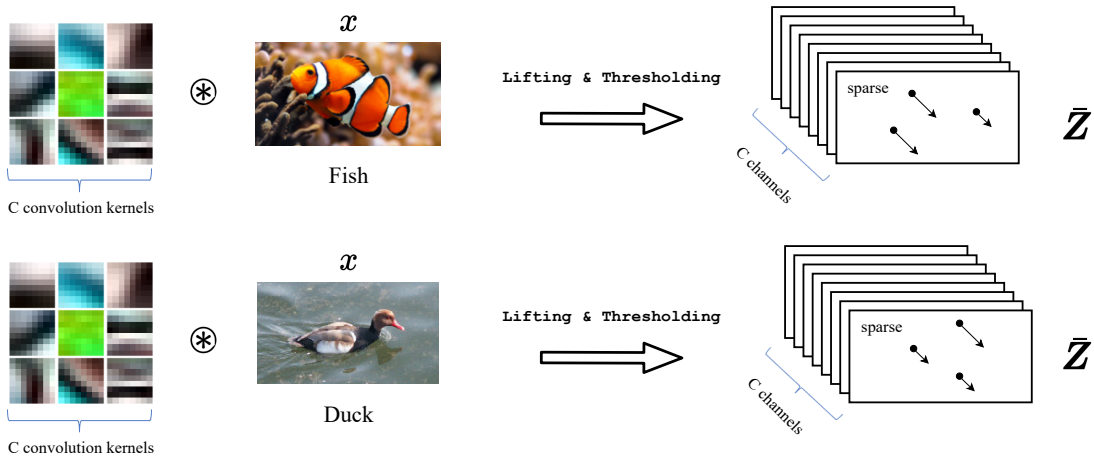 x
Lifting & Thresholding
sparse
Z̄
C channels
Fish
C convolution kernels
x
Lifting & Thresholding
sparse
Z̄
C channels
Duck
C convolution kernels